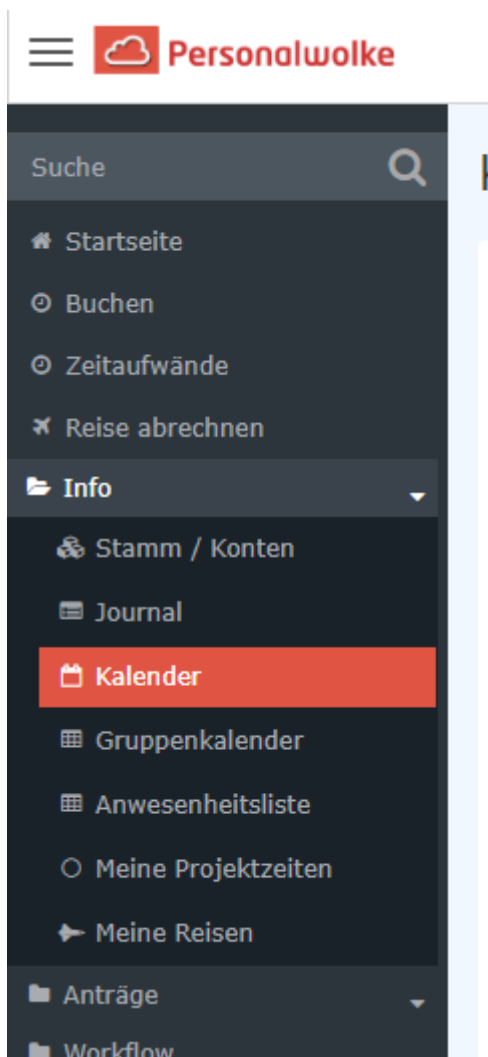 Personalwolke
Suche
Startseite
Buchen
Zeitaufwände
Reise abrechnen
Info
Stamm / Konten
Journal
Kalender
Gruppenkalender
Anwesenheitsliste
Meine Projektzeiten
Meine Reisen
Anträge
Workflow